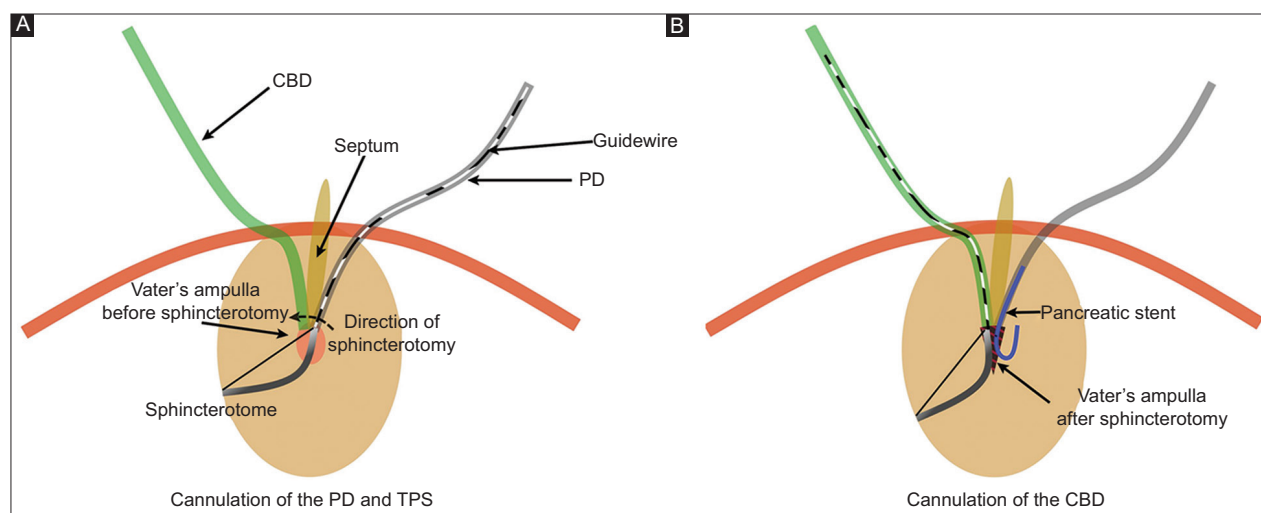 A
CBD
Septum
Guidewire
PD
Vater's ampulla
before sphincterotomy
Direction of
sphincterotomy
Sphincterotome
Cannulation of the PD and TPS
B
Pancreatic stent
Vater's ampulla
after sphincterotomy
Cannulation of the CBD